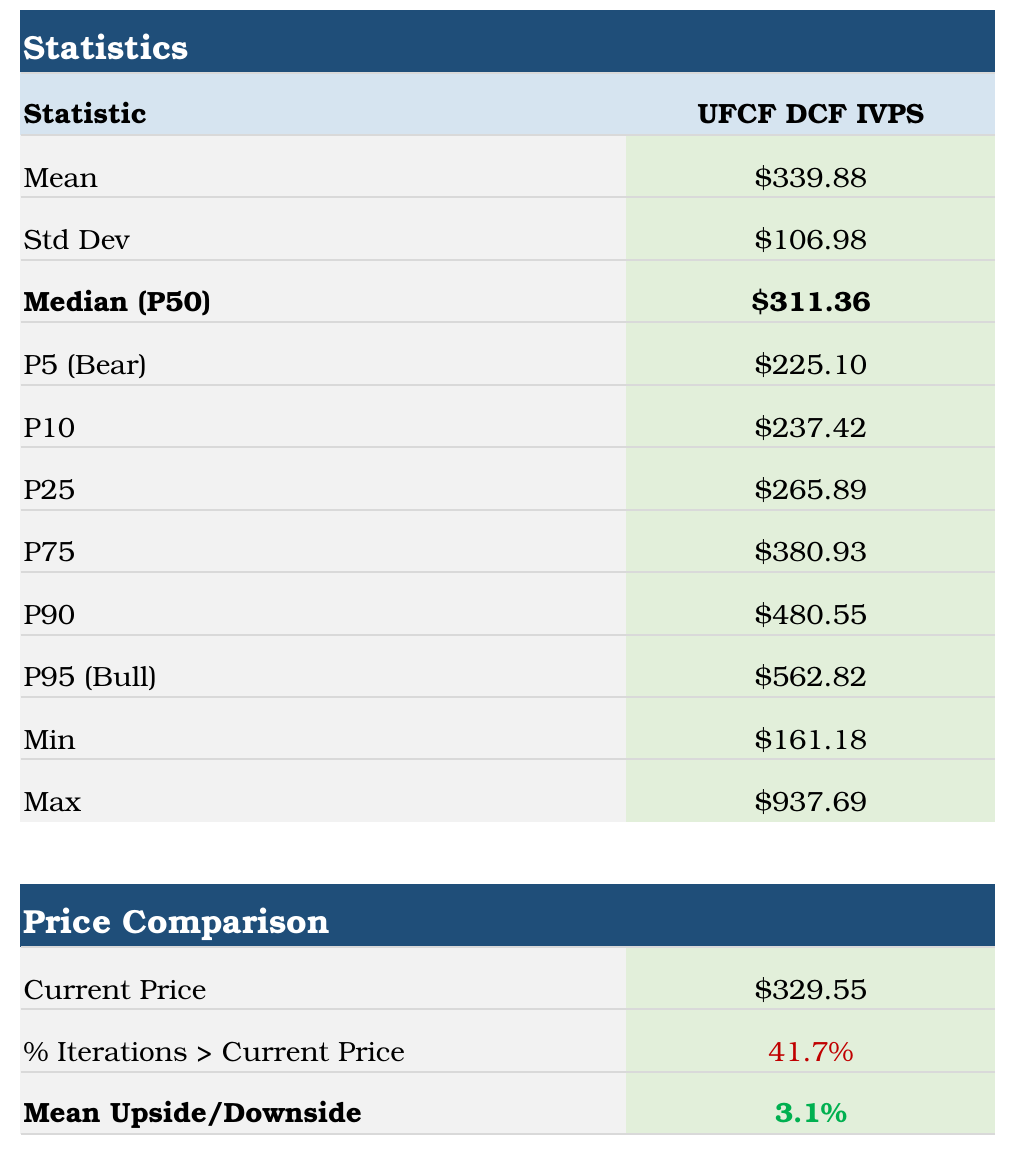 Statistics
Statistic UFCF DCF IVPS
Mean $339.88
Std Dev $106.98
Median (P50) $311.36
P5 (Bear) $225.10
P10 $237.42
P25 $265.89
P75 $380.93
P90 $480.55
P95 (Bull) $562.82
Min $161.18
Max $937.69
Price Comparison
Current Price $329.55
% Iterations > Current Price 41.7%
Mean Upside/Downside 3.1%